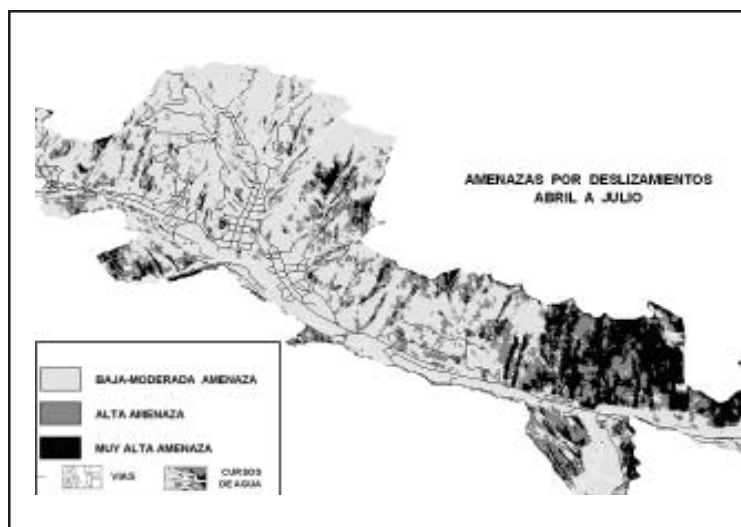 AMENAZAS POR DESLIZAMIENTOS
ABRIL A JULIO
BAJA-MODERADA AMENAZA
ALTA AMENAZA
MUY ALTA AMENAZA
VIAS
CURSOS
DE AGUA